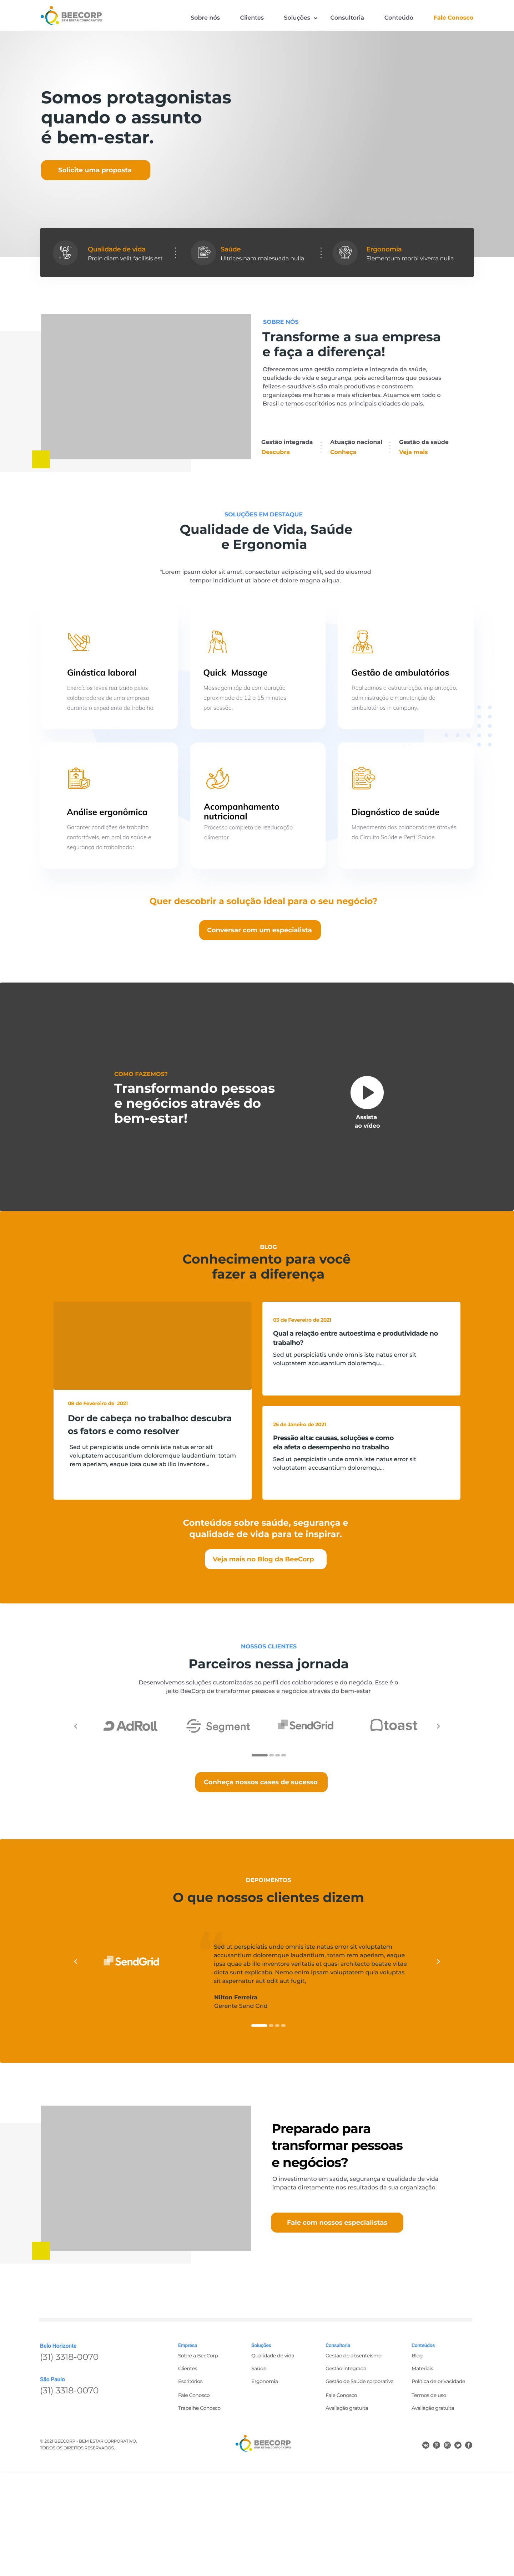 BEECORP
BEM ESTAR CORPORATIVO
Sobre nós
Clientes
Soluções
Consultoria
Conteúdo
Fale Conosco
Somos protagonistas
quando o assunto
é bem-estar.
Solicite uma proposta
Qualidade de vida
Proin diam velit facilisis est
Saúde
Ultrices nam malesuada nulla
Ergonomia
Elementum morbi viverra nulla
SOBRE NÓS
Transforme a sua empresa
e faça a diferença!
Oferecemos uma gestão completa e integrada da saúde,
qualidade de vida e segurança, pois acreditamos que pessoas
felizes e saudáveis são mais produtivas e constroem
organizações melhores e mais eficientes. Atuamos em todo o
Brasil e temos escritórios nas principais cidades do país.
Gestão integrada
Descubra
Atuação nacional
Conheça
Gestão da saúde
Veja mais
SOLUÇÕES EM DESTAQUE
Qualidade de Vida, Saúde
e Ergonomia
"Lorem ipsum dolor sit amet, consectetur adipiscing elit, sed do eiusmod
tempor incididunt ut labore et dolore magna aliqua.
Ginástica laboral
Exercícios leves realizado pelos
colaboradores de uma empresa
durante o expediente de trabalho.
Quick Massage
Massagem rápida com duração
aproximada de 12 a 15 minutos
por sessão.
Gestão de ambulatórios
Realizamos a estruturação, implantação,
administração e manutenção de
ambulatórios in company.
Análise ergonômica
Garantir condições de trabalho
confortáveis, em prol da saúde e
segurança do trabalhador.
Acompanhamento
nutricional
Processo completo de reeducação
alimentar
Diagnóstico de saúde
Mapeamento dos colaboradores através
do Circuito Saúde e Perfil Saúde
Quer descobrir a solução ideal para o seu negócio?
Conversar com um especialista
COMO FAZEMOS?
Transformando pessoas
e negócios através do
bem-estar!
Assista
ao vídeo
BLOG
Conhecimento para você
fazer a diferença
08 de Fevereiro de 2021
Dor de cabeça no trabalho: descubra
os fators e como resolver
Sed ut perspiciatis unde omnis iste natus error sit
voluptatem accusantium doloremque laudantium, totam
rem aperiam, eaque ipsa quae ab illo inventore...
03 de Fevereiro de 2021
Qual a relação entre autoestima e produtividade no
trabalho?
Sed ut perspiciatis unde omnis iste natus error sit
voluptatem accusantium doloremqu...
25 de Janeiro de 2021
Pressão alta: causas, soluções e como
ela afeta o desempenho no trabalho
Sed ut perspiciatis unde omnis iste natus error sit
voluptatem accusantium doloremqu...
Conteúdos sobre saúde, segurança e
qualidade de vida para te inspirar.
Veja mais no Blog da BeeCorp
NOSSOS CLIENTES
Parceiros nessa jornada
Desenvolvemos soluções customizadas ao perfil dos colaboradores e do negócio. Esse é o
jeito BeeCorp de transformar pessoas e negócios através do bem-estar
AdRoll
Segment
SendGrid
toast
Conheça nossos cases de sucesso
DEPOIMENTOS
O que nossos clientes dizem
SendGrid
Sed ut perspiciatis unde omnis iste natus error sit voluptatem
accusantium doloremque laudantium, totam rem aperiam, eaque
ipsa quae ab illo inventore veritatis et quasi architecto beatae vitae
dicta sunt explicabo. Nemo enim ipsam voluptatem quia voluptas
sit aspernatur aut odit aut fugit,
Nilton Ferreira
Gerente Send Grid
Preparado para
transformar pessoas
e negócios?
O investimento em saúde, segurança e qualidade de vida
impacta diretamente nos resultados da sua organização.
Fale com nossos especialistas
Belo Horizonte
(31) 3318-0070
São Paulo
(31) 3318-0070
Empresa
Sobre a BeeCorp
Clientes
Escritórios
Fale Conosco
Trabalhe Conosco
Soluções
Qualidade de vida
Saúde
Ergonomia
Consultoria
Gestão de absenteísmo
Gestão integrada
Gestão de Saúde corporativa
Fale Conosco
Avaliação gratuita
Conteúdos
Blog
Materiais
Política de privacidade
Termos de uso
Avaliação gratuita
© 2021 BEECORP - BEM ESTAR CORPORATIVO.
TODOS OS DIREITOS RESERVADOS.
BEECORP
BEM ESTAR CORPORATIVO